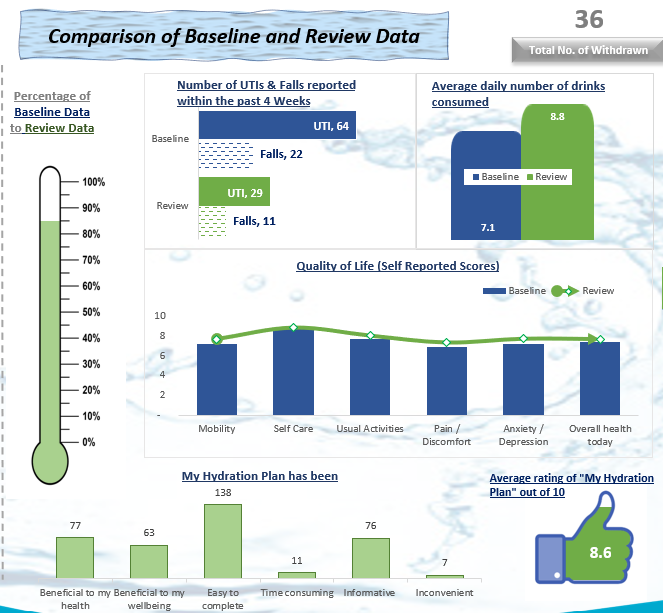 Comparison of Baseline and Review Data
36
Total No. of Withdrawn
Percentage of
Baseline Data
to Review Data
100%
90%
80%
70%
60%
50%
40%
30%
20%
10%
0%
Number of UTIs & Falls reported
within the past 4 Weeks
Baseline
UTI, 64
Falls, 22
Review
UTI, 29
Falls, 11
Average daily number of drinks
consumed
8.8
Baseline Review
7.1
Quality of Life (Self Reported Scores)
Baseline Review
10
8
6
4
2
-
Mobility Self Care Usual Activities Pain / Anxiety / Overall health
Discomfort Depression today
My Hydration Plan has been
138
77 63 11 76 7
Beneficial to my Beneficial to my Easy to Time consuming Informative Inconvenient
health wellbeing complete
Average rating of "My Hydration
Plan" out of 10
8.6